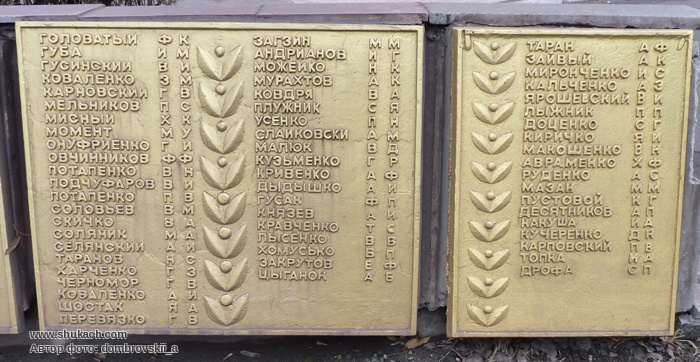 ГОЛОВАТЫЙ Ф К
ГУБА И М
ГУСИНСКИЙ В И
КОВАЛЕНКО З М
КАРНОВСКИЙ Г В
МЕЛЬНИКОВ П С
МИСНЫЙ Х К
МОМЕНТ М У
ОНУФРИЕНКО Г И
ОВЧИННИКОВ Ф Ф
ПОТАПЕНКО В Н
ПОДЧУФАРОВ В И
ПОТАПЕНКО П В
СОЛОВЬЕВ В М
СКИЧКО В А
СОЛЯНИК М А
СЕЛЯНСКИЙ А И
ТАРАНОВ Я С
ХАРЧЕНКО Г З
ЧЕРНОМОР Г В
КОВАЛЕНКО А И
ШОСТАК Я А
ПЕРЕВЯЗКО Г В
ЗАГЗИН М М
АНДРИАНОВ И Г
МОЖЕЙКО Н К
МУРАХТОВ А К
КОВДРЯ В А
ПЛУЖНИК С Я
УСЕНКО П Н
СЛАЙКОВСКИ А М
МАЛЮК В Д
КУЗЬМЕНКО Г Р
КРИВЕНКО А Ф
ДЫДЫШКО А И
ГУСАК Ф П
КНЯЗЕВ А И
КРАВЧЕНКО Т С
ЛЫСЕНКО В В
ХОМУСЬКО Б П
ЗАКРУТОВ Е Ф
ЦЫГАНОК А Б
ТАРАН А Ф
ЗАЙВЫЙ А К
МИРОНЧЕНКО И С
КАЛЬЧЕНКО А З
ЯРОШЕВСКИЙ В И
ЛЫЖНИК П П
ДОЦЕНКО С Г
КИРИЧКО Я И
МАКОШЕНКО В К
АВРАМЕНКО Х Ф
РУДЕНКО А С
МАЗАН М М
ПУСТОВОЙ К Г
ДЕСЯТНИКОВ А П
КАКУША И А
КУЧЕРЕНКО Д Н
КАРПОВСКИЙ П В
ТОПКА И А
ДРОФА С П
www.shukach.com
Автор фото: dombrovskii_a